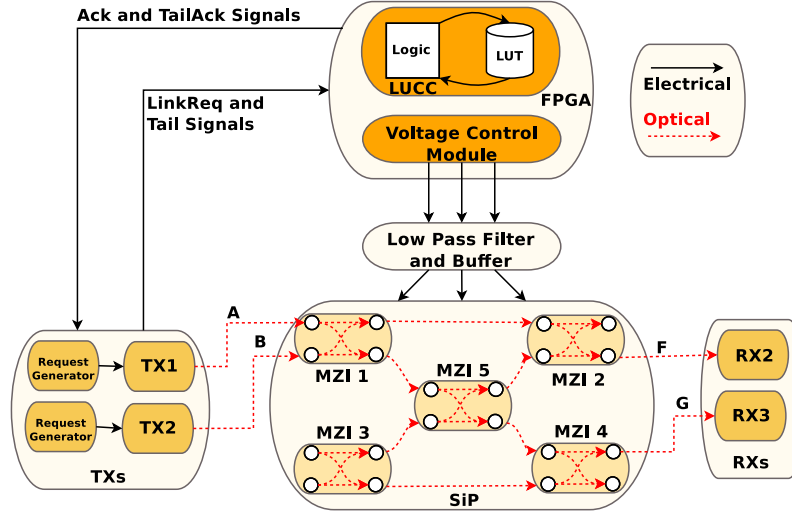 Ack and TailAck Signals
Logic
LUT
LUCC
FPGA
Electrical
Optical
LinkReq and
Tail Signals
Voltage Control
Module
Low Pass Filter
and Buffer
A
B
F
G
Request
Generator
TX1
Request
Generator
TX2
TXs
MZI 1
MZI 2
MZI 5
MZI 3
MZI 4
SiP
RX2
RX3
RXs